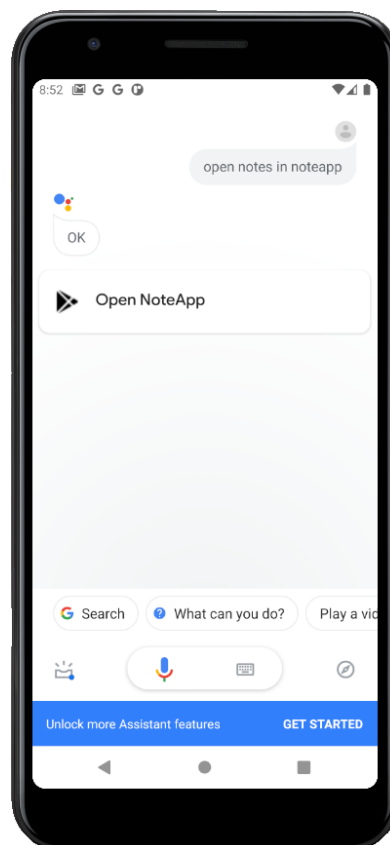 8:52
open notes in noteapp
OK
Open NoteApp
Search
What can you do?
Play a vid
Unlock more Assistant features
GET STARTED